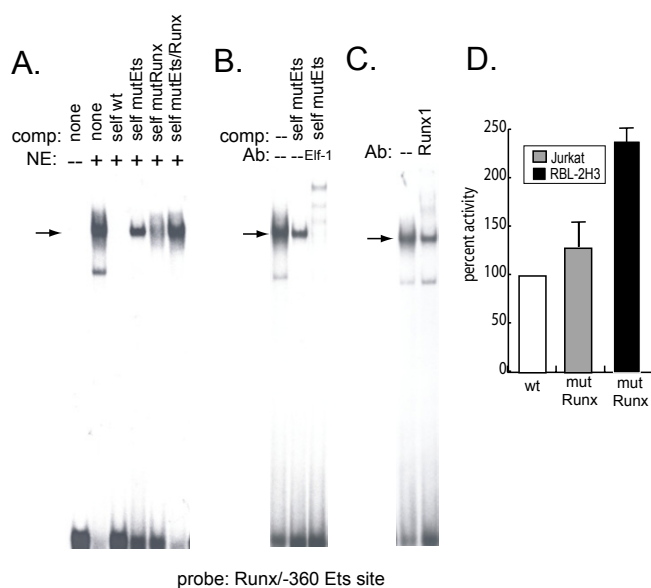 A.
comp: none none self wt self mutEts self mutRunx self mutEts/Runx
NE: -- + + + + +
B.
comp: -- self mutEts self mutEts
Ab: -- -- Elf-1
C.
Ab: -- Runx1
D.
250
200
150
100
50
0
percent activity
Jurkat
RBL-2H3
wt
mut Runx
mut Runx
probe: Runx/-360 Ets site